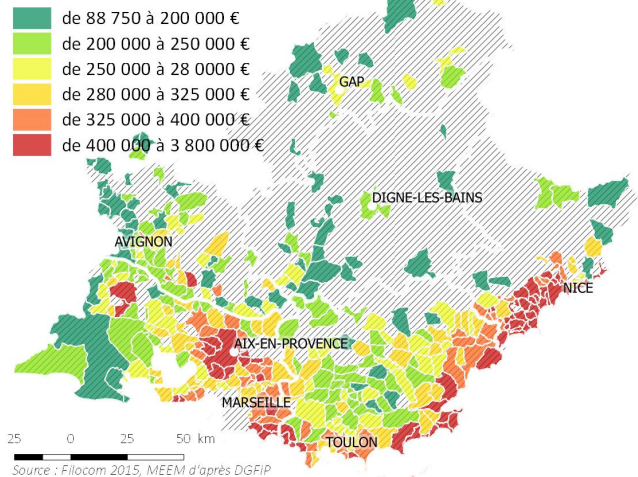 de 88 750 à 200 000 €
de 200 000 à 250 000 €
de 250 000 à 28 0000 €
de 280 000 à 325 000 €
de 325 000 à 400 000 €
de 400 000 à 3 800 000 €
GAP
DIGNE-LES-BAINS
AVIGNON
NICE
AIX-EN-PROVENCE
MARSEILLE
TOULON
25 0 25 50 km
Source : Filocom 2015, MEEM d'après DGFiP